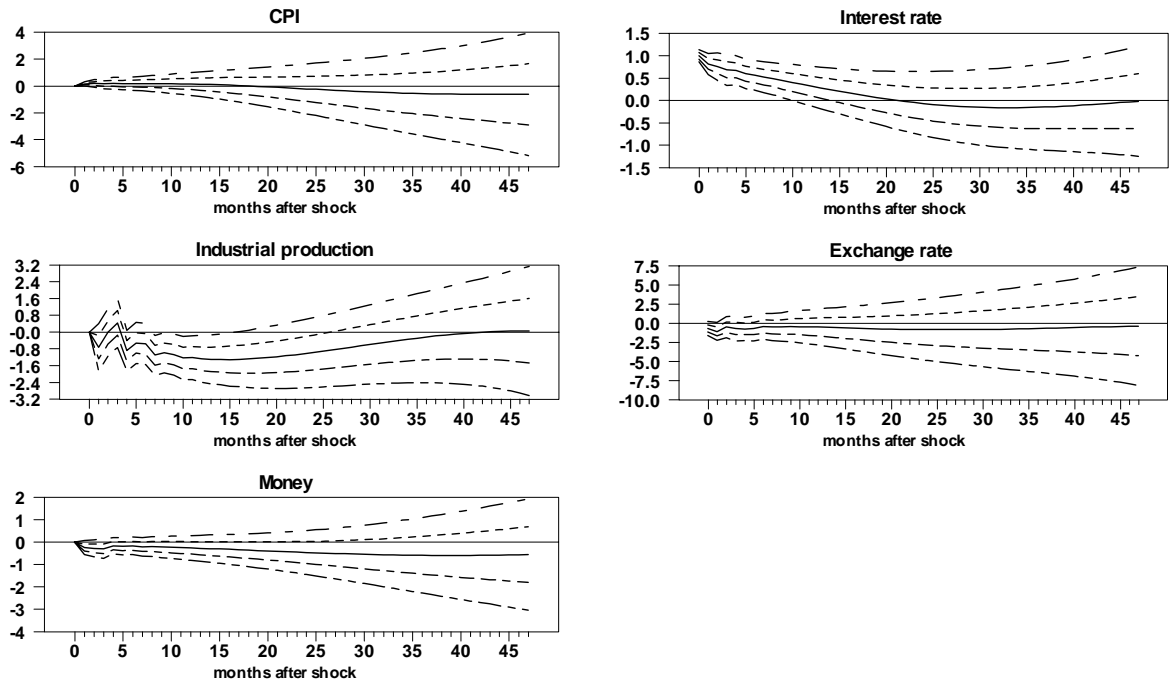 CPI
4
2
0
-2
-4
-6
0 5 10 15 20 25 30 35 40 45
months after shock
Interest rate
1.5
1.0
0.5
0.0
-0.5
-1.0
-1.5
0 5 10 15 20 25 30 35 40 45
months after shock
Industrial production
3.2
2.4
1.6
0.8
-0.0
-0.8
-1.6
-2.4
-3.2
0 5 10 15 20 25 30 35 40 45
months after shock
Exchange rate
7.5
5.0
2.5
0.0
-2.5
-5.0
-7.5
-10.0
0 5 10 15 20 25 30 35 40 45
months after shock
Money
2
1
0
-1
-2
-3
-4
0 5 10 15 20 25 30 35 40 45
months after shock